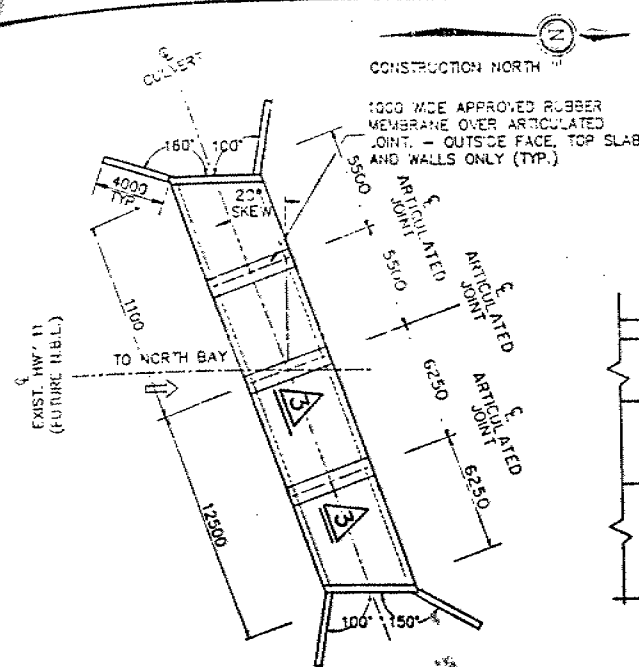 N
CONSTRUCTION NORTH
1000 WIDE APPROVED RUBBER
MEMBRANE OVER ARTICULATED
JOINT. - OUTSIDE FACE, TOP SLAB
AND WALLS ONLY (TYP.)
℄
CULVERT
160°
100°
4000
TYP.
20°
SKEW
5500
℄
ARTICULATED
JOINT
5500
℄
ARTICULATED
JOINT
6250
℄
ARTICULATED
JOINT
6250
1100
℄
EXIST. HWY 11
(FUTURE N.B.L.)
TO NORTH BAY
3
3
12500
100°
150°